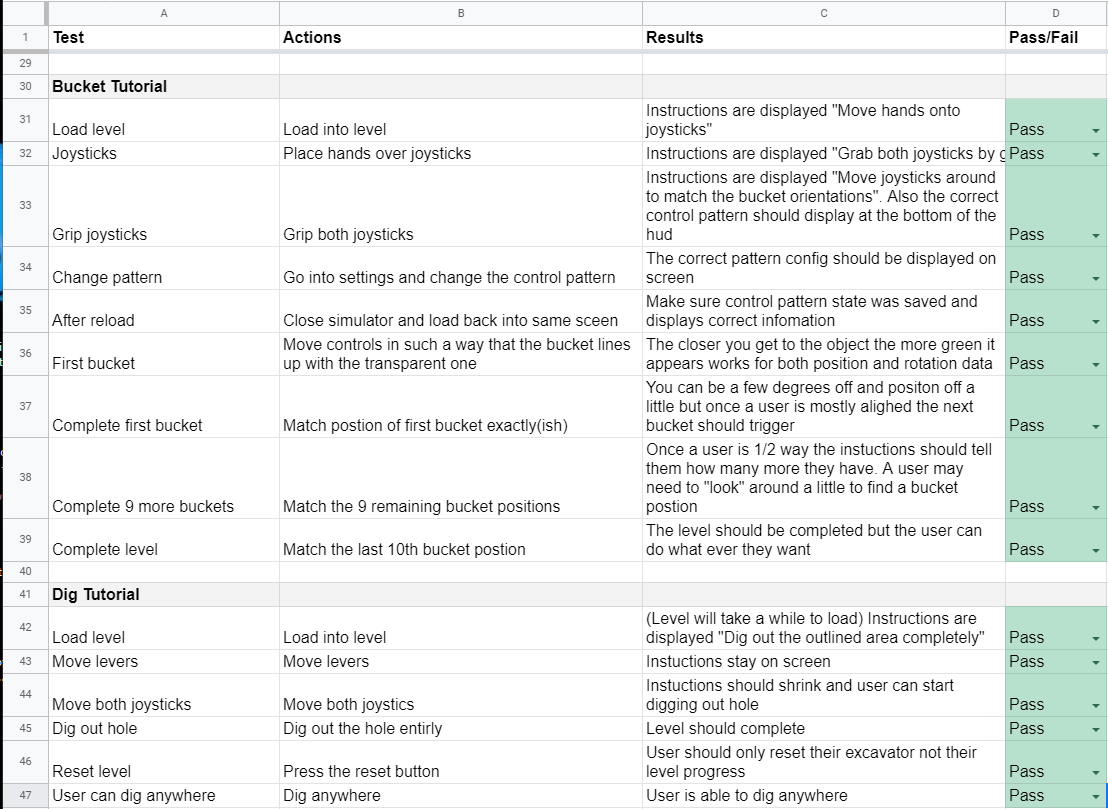 A B C D
1 Test Actions Results Pass/Fail
29
30 Bucket Tutorial
31 Load level Load into level Instructions are displayed "Move hands onto
joysticks" Pass
32 Joysticks Place hands over joysticks Instructions are displayed "Grab both joysticks by Pass
33 Grip joysticks Grip both joysticks Instructions are displayed "Move joysticks around
to match the bucket orientations". Also the correct
control pattern should display at the bottom of the
hud Pass
34 Change pattern Go into settings and change the control pattern The correct pattern config should be displayed on
screen Pass
35 After reload Close simulator and load back into same sceen Make sure control pattern state was saved and
displays correct infomation Pass
36 First bucket Move controls in such a way that the bucket lines
up with the transparent one The closer you get to the object the more green it
appears works for both position and rotation data Pass
37 Complete first bucket Match postion of first bucket exactly(ish) You can be a few degrees off and positon off a
little but once a user is mostly alighed the next
bucket should trigger Pass
38 Complete 9 more buckets Match the 9 remaining bucket positions Once a user is 1/2 way the instuctions should tell
them how many more they have. A user may
need to "look" around a little to find a bucket
postion Pass
39 Complete level Match the last 10th bucket postion The level should be completed but the user can
do what ever they want Pass
40
41 Dig Tutorial
42 Load level Load into level (Level will take a while to load) Instructions are
displayed "Dig out the outlined area completely" Pass
43 Move levers Move levers Instuctions stay on screen Pass
44 Move both joysticks Move both joystics Instuctions should shrink and user can start
digging out hole Pass
45 Dig out hole Dig out the hole entirly Level should complete Pass
46 Reset level Press the reset button User should only reset their excavator not their
level progress Pass
47 User can dig anywhere Dig anywhere User is able to dig anywhere Pass